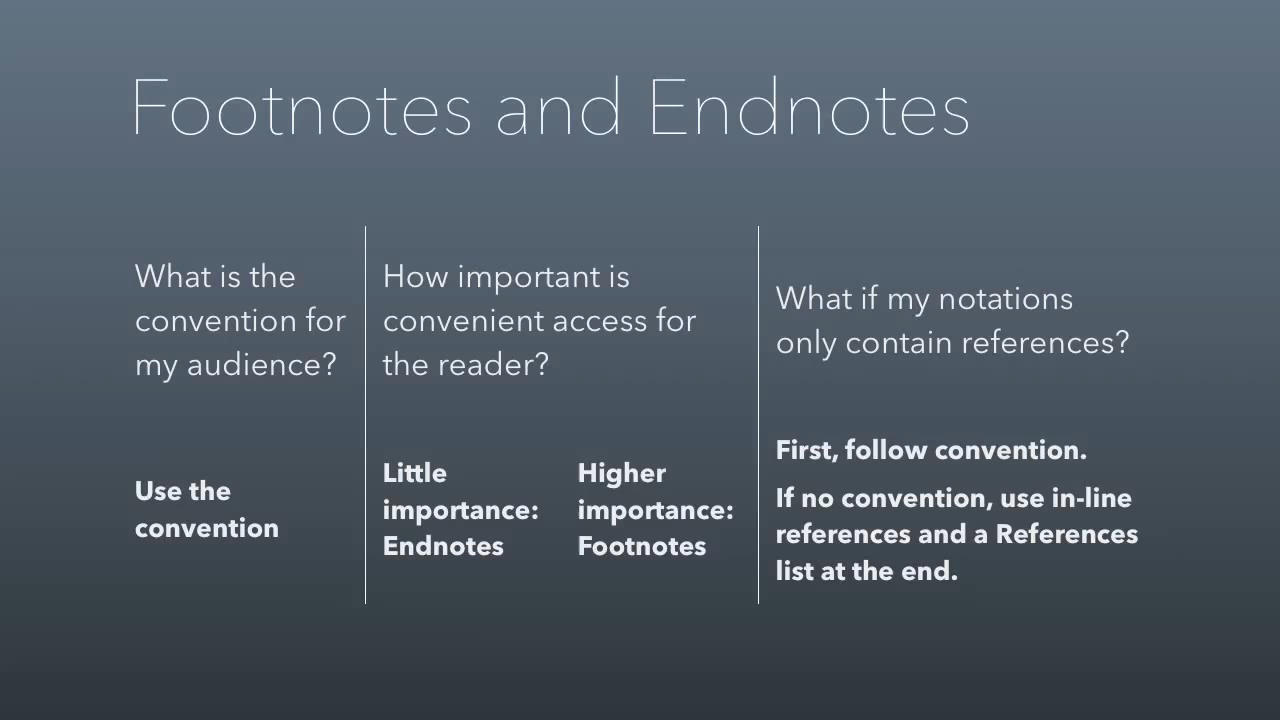 Footnotes and Endnotes
What is the
convention for
my audience?
Use the
convention
How important is
convenient access for
the reader?
Little
importance:
Endnotes
Higher
importance:
Footnotes
What if my notations
only contain references?
First, follow convention.
If no convention, use in-line
references and a References
list at the end.